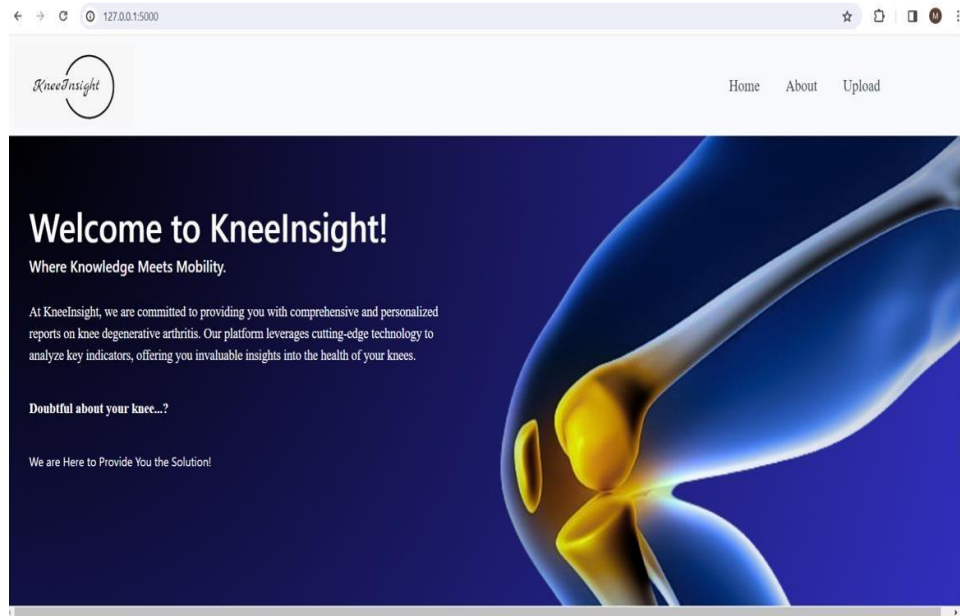 127.0.0.1:5000
M
KneeInsight
Home About Upload
Welcome to KneeInsight!
Where Knowledge Meets Mobility.
At KneeInsight, we are committed to providing you with comprehensive and personalized
reports on knee degenerative arthritis. Our platform leverages cutting-edge technology to
analyze key indicators, offering you invaluable insights into the health of your knees.
Doubtful about your knee...?
We are Here to Provide You the Solution!